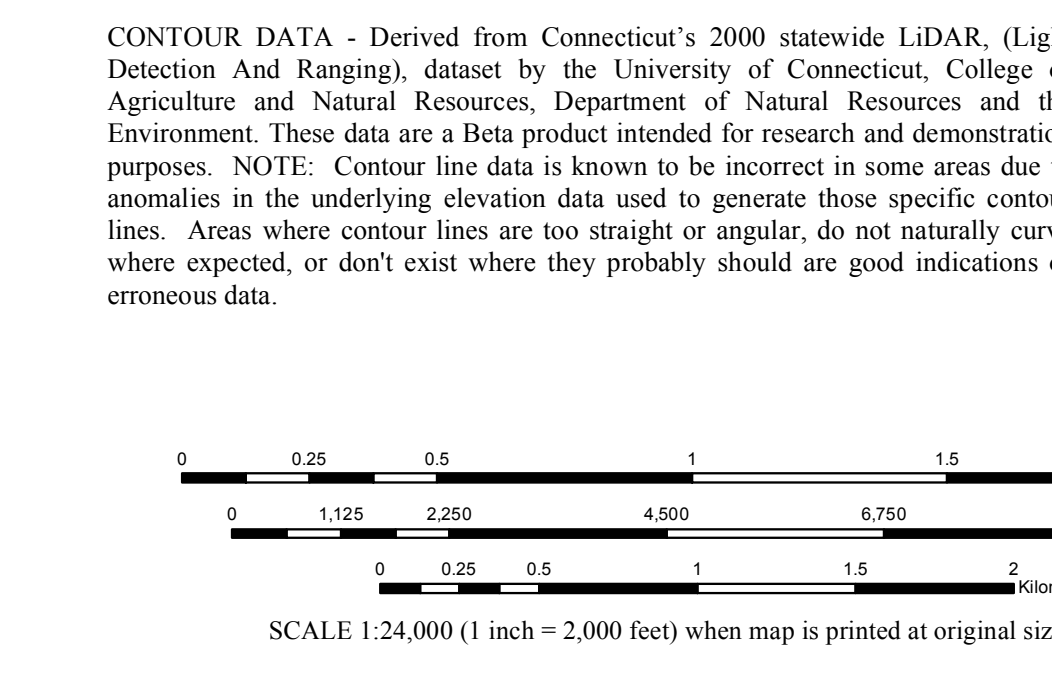 CONTOUR DATA - Derived from Connecticut’s 2000 statewide LiDAR, (Ligh
Detection And Ranging), dataset by the University of Connecticut, College
Agriculture and Natural Resources, Department of Natural Resources and th
Environment. These data are a Beta product intended for research and demonstratio
purposes. NOTE: Contour line data is known to be incorrect in some areas due
anomalies in the underlying elevation data used to generate those specific contou
lines. Areas where contour lines are too straight or angular, do not naturally curv
where expected, or don't exist where they probably should are good indications
erroneous data.
0 0.25 0.5 1 1.5
0 1,125 2,250 4,500 6,750
0 0.25 0.5 1 1.5 2
Kilo
SCALE 1:24,000 (1 inch = 2,000 feet) when map is printed at original siz